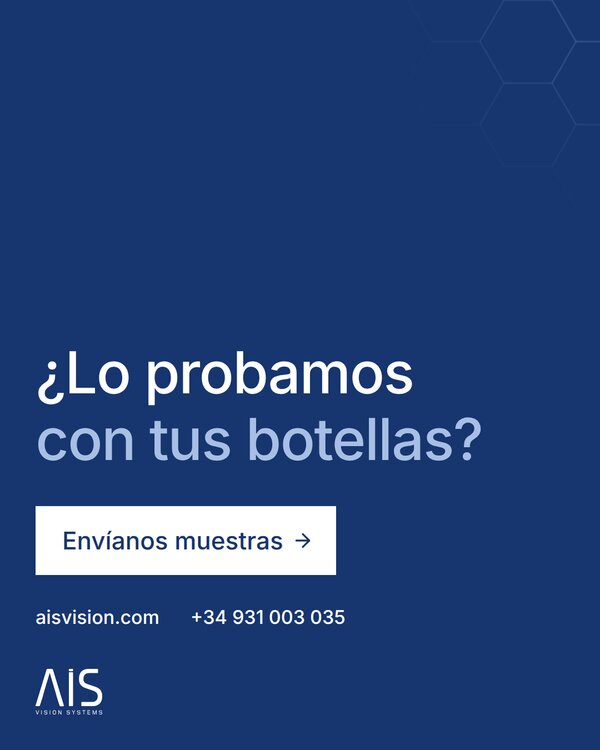 ¿Lo probamos
con tus botellas?
Envíanos muestras →
aisvision.com +34 931 003 035
AiS
VISION SYSTEMS